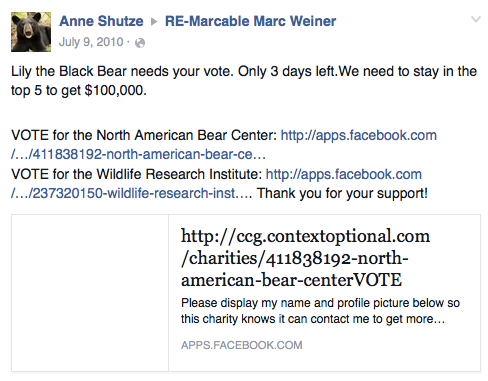 Anne Shutze ▸ RE-Marcable Marc Weiner
July 9, 2010 ·
Lily the Black Bear needs your vote. Only 3 days left.We need to stay in the
top 5 to get $100,000.
VOTE for the North American Bear Center: http://apps.facebook.com
/…/411838192-north-american-bear-ce…
VOTE for the Wildlife Research Institute: http://apps.facebook.com
/…/237320150-wildlife-research-inst…. Thank you for your support!
http://ccg.contextoptional.com
/charities/411838192-north-
american-bear-centerVOTE
Please display my name and profile picture below so
this charity knows it can contact me to get more…
APPS.FACEBOOK.COM